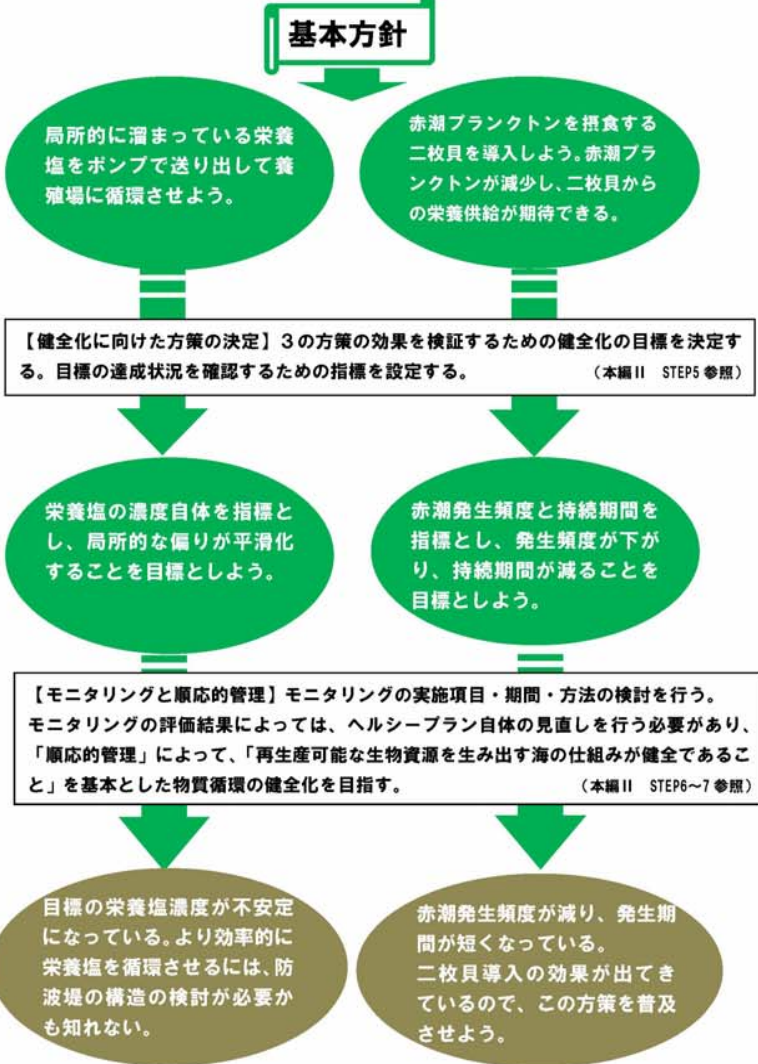 基本方針
局所的に溜まっている栄養
塩をポンプで送り出して養
殖場に循環させよう。
赤潮プランクトンを摂食する
二枚貝を導入しよう。赤潮プラ
ンクトンが減少し、二枚貝から
の栄養供給が期待できる。
【健全化に向けた方策の決定】３の方策の効果を検証するための健全化の目標を決定す
る。目標の達成状況を確認するための指標を設定する。 （本編Ⅱ STEP5 参照）
栄養塩の濃度自体を指標と
し、局所的な偏りが平滑化
することを目標としよう。
赤潮発生頻度と持続期間を
指標とし、発生頻度が下が
り、持続期間が減ることを
目標としよう。
【モニタリングと順応的管理】モニタリングの実施項目・期間・方法の検討を行う。
モニタリングの評価結果によっては、ヘルシープラン自体の見直しを行う必要があり、
「順応的管理」によって、「再生産可能な生物資源を生み出す海の仕組みが健全であるこ
と」を基本とした物質循環の健全化を目指す。 （本編Ⅱ STEP6～7 参照）
目標の栄養塩濃度が不安定
になっている。より効率的に
栄養塩を循環させるには、防
波堤の構造の検討が必要か
も知れない。
赤潮発生頻度が減り、発生期
間が短くなっている。
二枚貝導入の効果が出てき
ているので、この方策を普及
させよう。